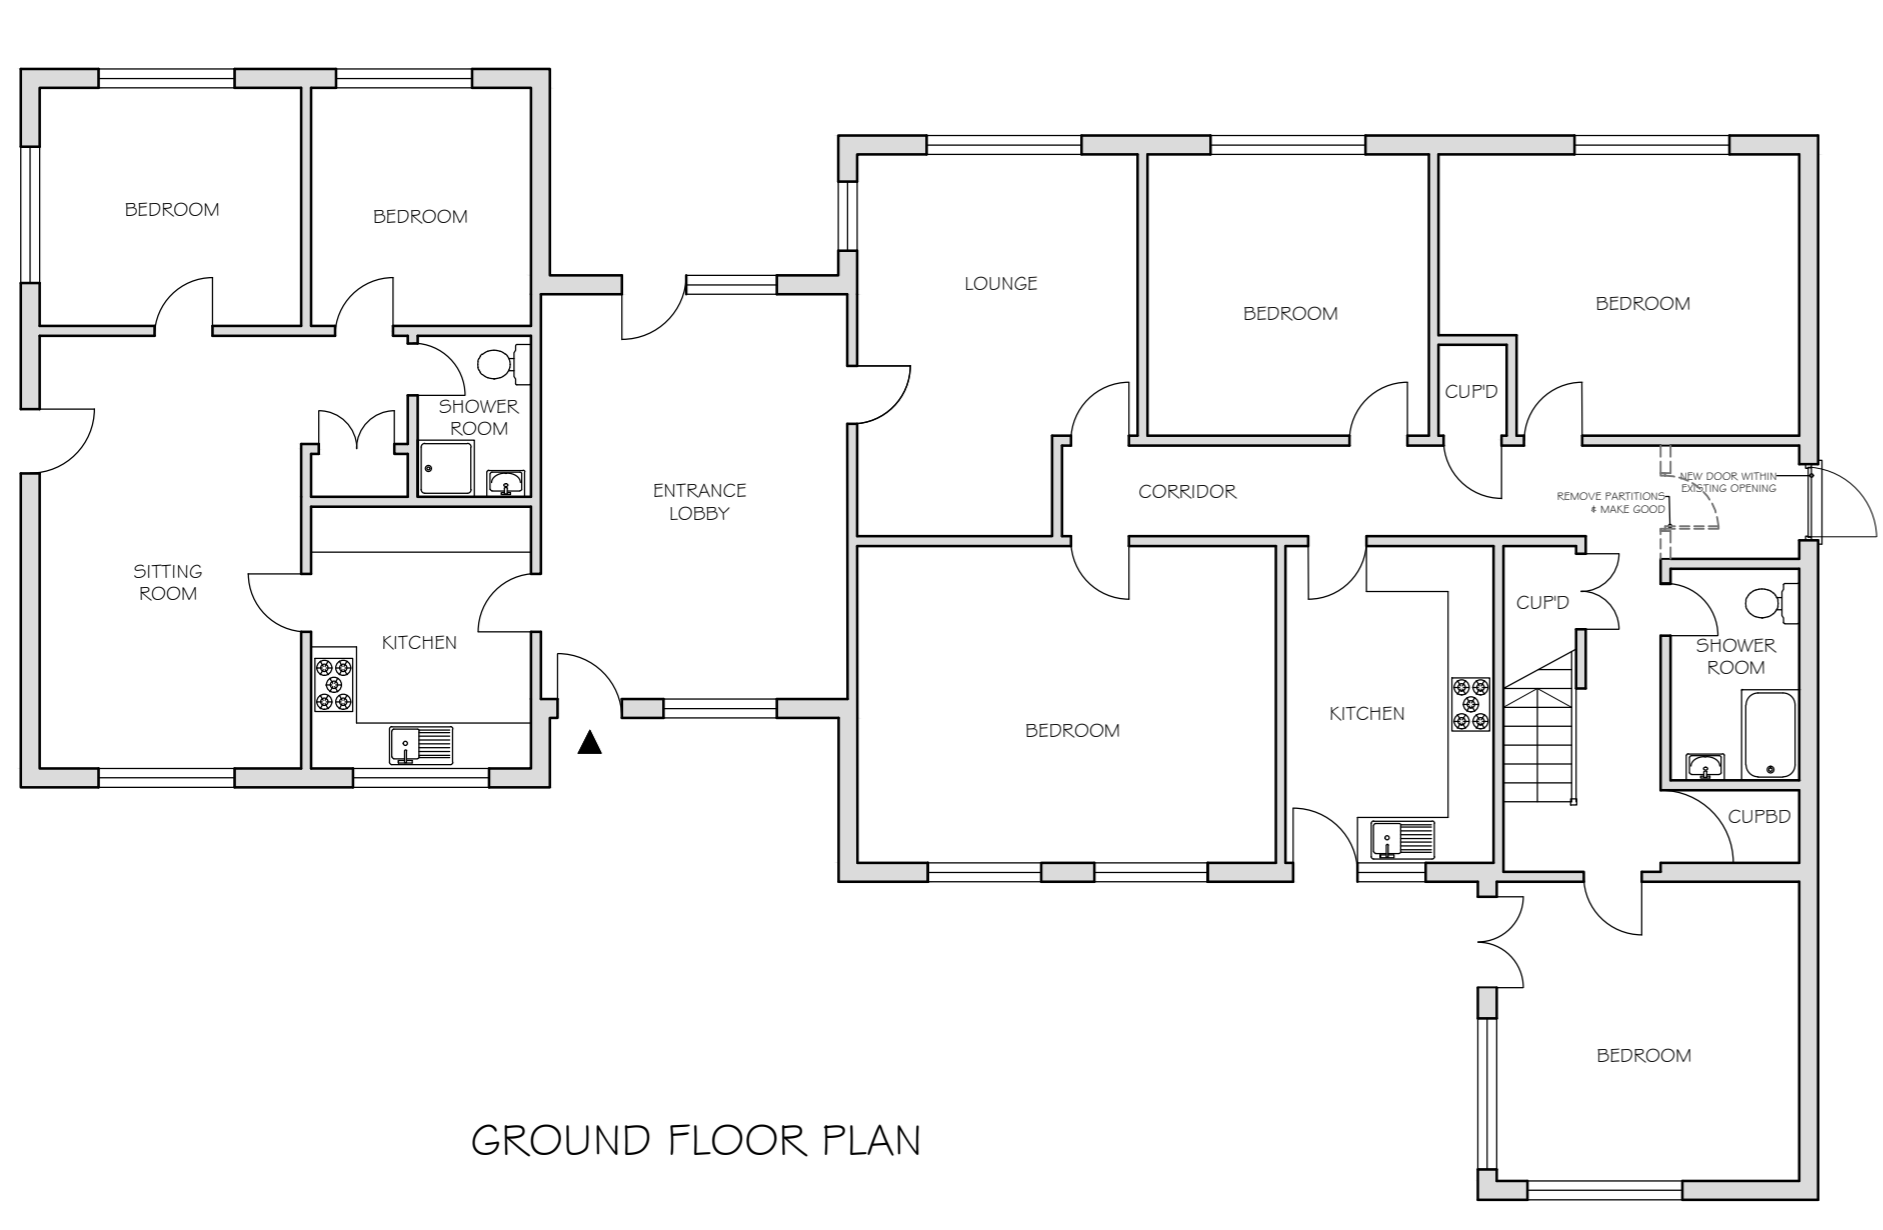 BEDROOM
BEDROOM
LOUNGE
BEDROOM
BEDROOM
CUP'D
SHOWER
ROOM
ENTRANCE
LOBBY
CORRIDOR
NEW DOOR WITHIN
EXISTING OPENING
REMOVE PARTITIONS
& MAKE GOOD
SITTING
ROOM
KITCHEN
CUP'D
SHOWER
ROOM
BEDROOM
KITCHEN
CUPBD
BEDROOM
GROUND FLOOR PLAN